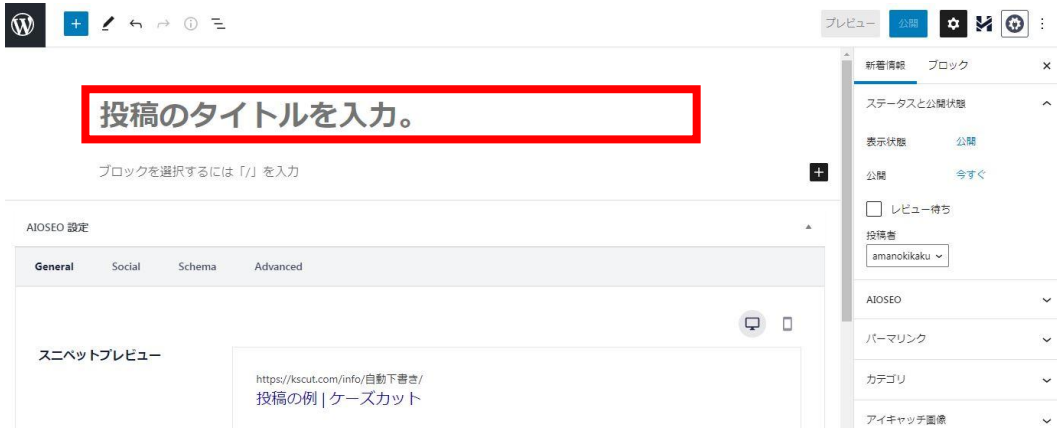 プレビュー 公開
新着情報 ブロック
ステータスと公開状態
投稿のタイトルを入力。
表示状態 公開
ブロックを選択するには「/」を入力
公開 今すぐ
レビュー待ち
AIOSEO 設定
投稿者
amanokikaku
General Social Schema Advanced
AIOSEO
パーマリンク
スニペットプレビュー
https://kscut.com/info/自動下書き/
カテゴリ
投稿の例 | ケーズカット
アイキャッチ画像